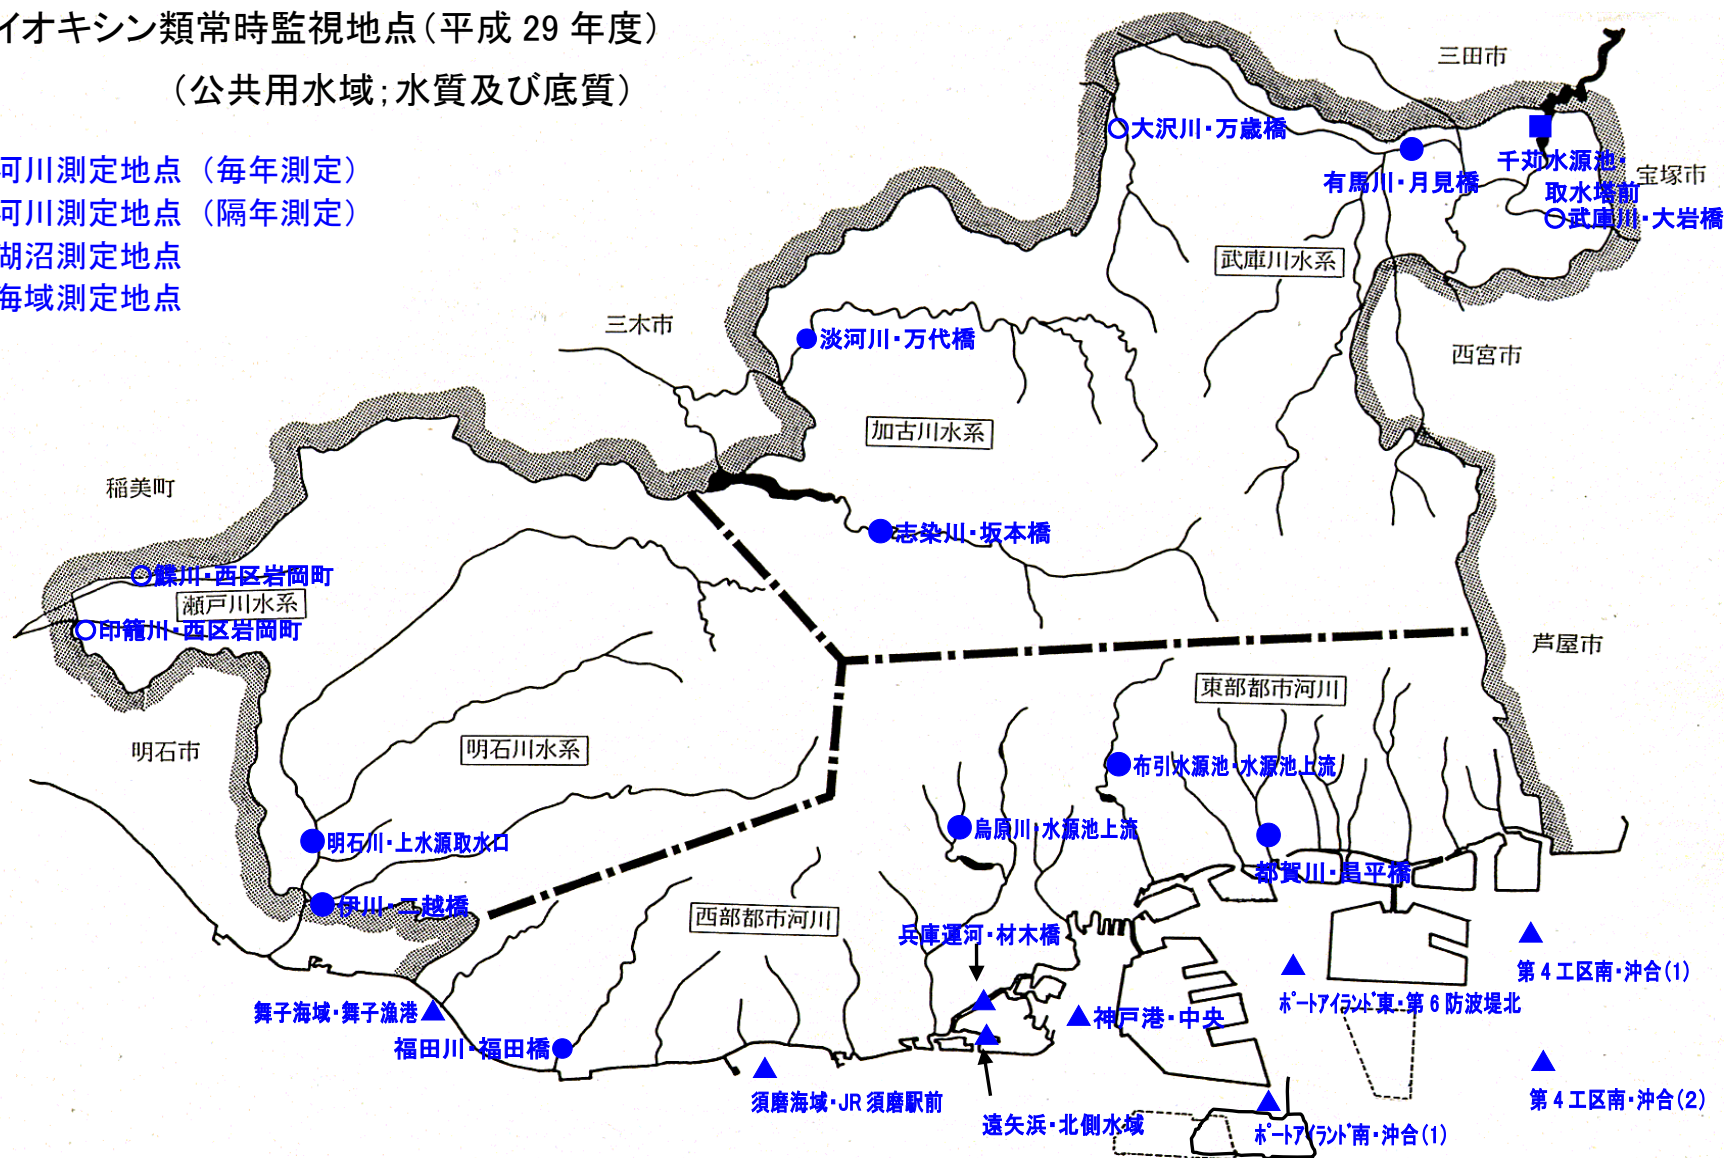 イオキシン類常時監視地点(平成 29 年度)
(公共用水域;水質及び底質)
河川測定地点(毎年測定)
河川測定地点(隔年測定)
湖沼測定地点
海域測定地点
三田市
大沢川・万歳橋
有馬川・月見橋
千苅水源池・
取水塔前
宝塚市
武庫川・大岩橋
武庫川水系
三木市
淡河川・万代橋
西宮市
加古川水系
稲美町
志染川・坂本橋
鰈川・西区岩岡町
瀬戸川水系
印籠川・西区岩岡町
芦屋市
東部都市河川
明石市
明石川水系
布引水源池・水源池上流
明石川・上水源取水口
烏原川・水源池上流
都賀川・昌平橋
伊川・二越橋
西部都市河川
兵庫運河・材木橋
第4工区南・沖合(1)
ポートアイランド東・第6防波堤北
舞子海域・舞子漁港
神戸港・中央
福田川・福田橋
須磨海域・JR須磨駅前
第4工区南・沖合(2)
遠矢浜・北側水域
ポートアイランド南・沖合(1)